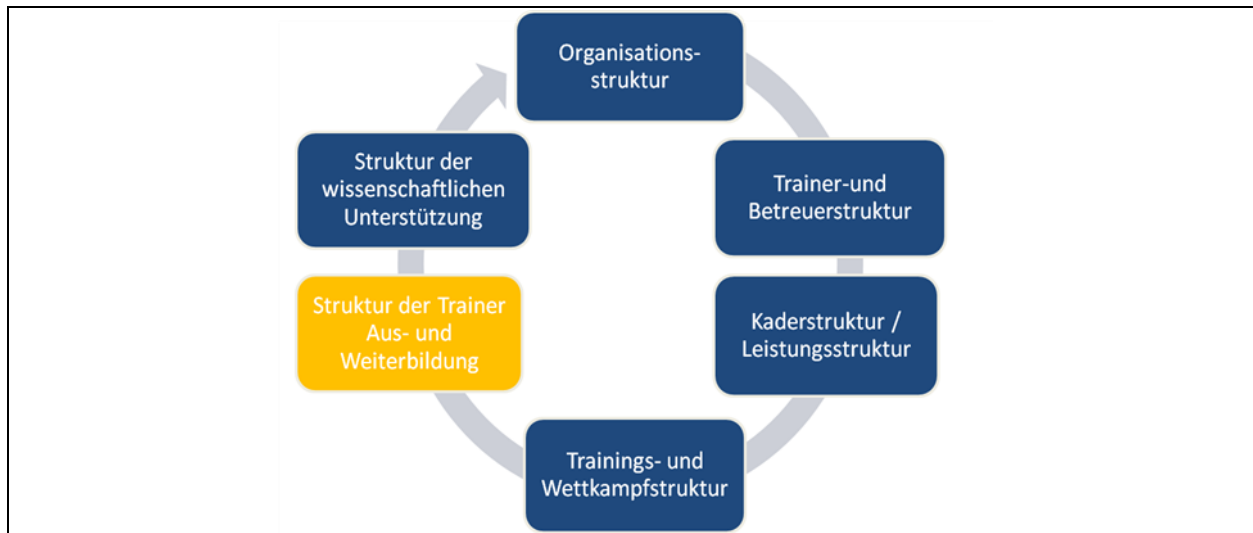 Organisations-
struktur
Trainer-und
Betreuerstruktur
Kaderstruktur /
Leistungsstruktur
Trainings- und
Wettkampfstruktur
Struktur der Trainer
Aus- und
Weiterbildung
Struktur der
wissenschaftlichen
Unterstützung